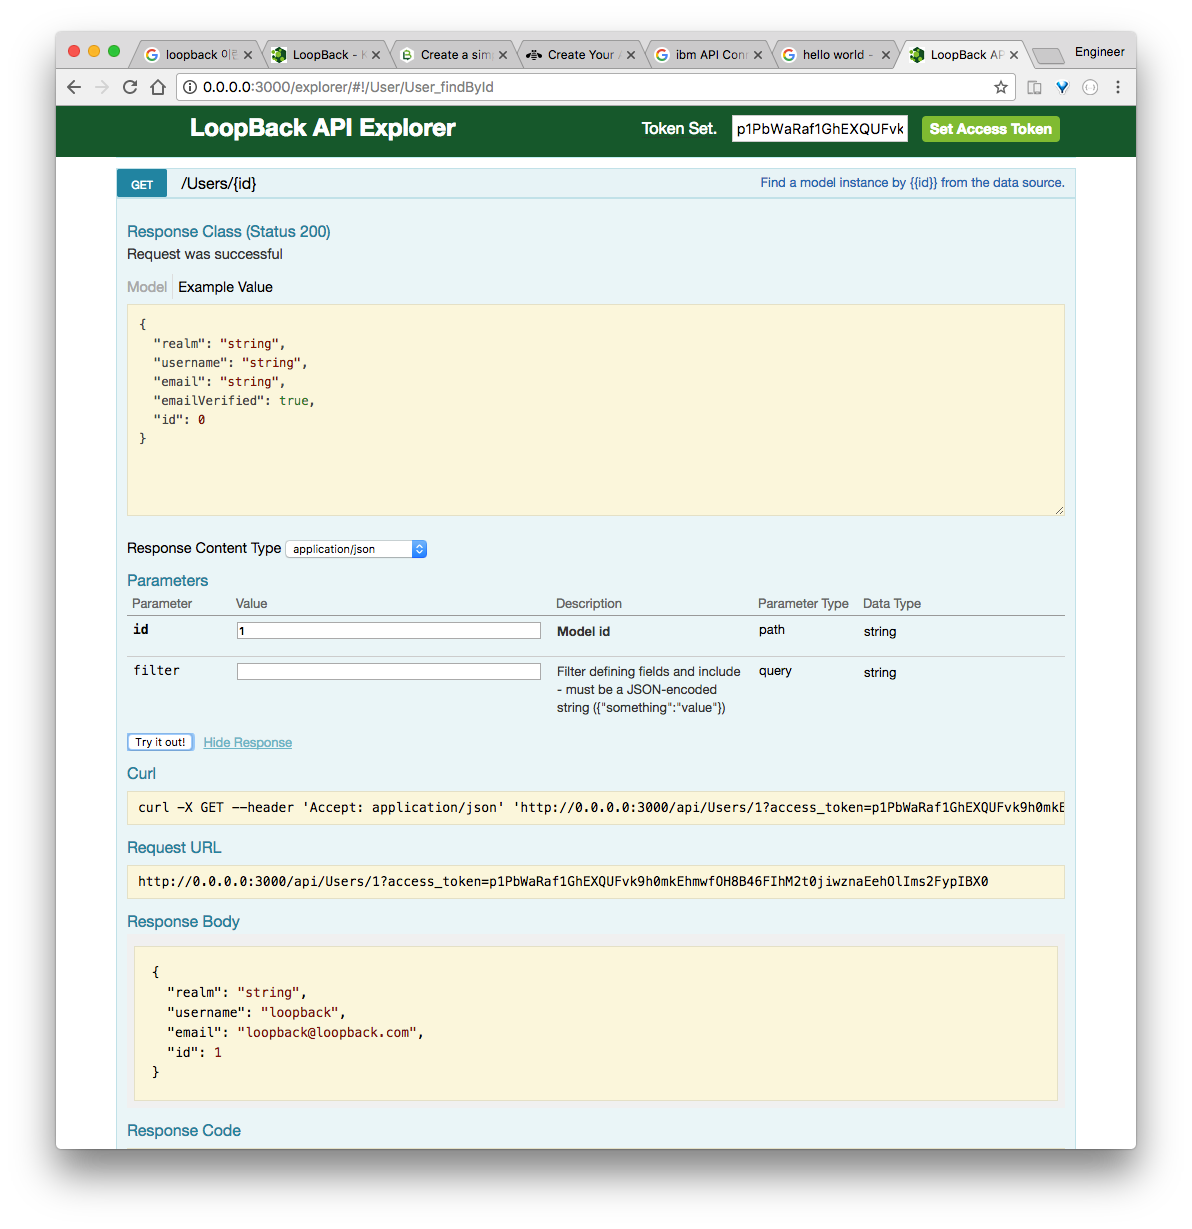 loopback 이란
LoopBack - K
Create a sim
Create Your A
ibm API Conn
hello world -
LoopBack AP
Engineer
0.0.0.0:3000/explorer/#!/User/User_findById
LoopBack API Explorer
Token Set.
p1PbWaRaf1GhEXQUFvk
Set Access Token
GET /Users/{id}
Find a model instance by {{id}} from the data source.
Response Class (Status 200)
Request was successful
Model Example Value
{
"realm": "string",
"username": "string",
"email": "string",
"emailVerified": true,
"id": 0
}
Response Content Type application/json
Parameters
Parameter Value Description Parameter Type Data Type
id 1 Model id path string
filter Filter defining fields and include query string
- must be a JSON-encoded
string ({"something":"value"})
Try it out! Hide Response
Curl
curl -X GET --header 'Accept: application/json' 'http://0.0.0.0:3000/api/Users/1?access_token=p1PbWaRaf1GhEXQUFvk9h0mkE
Request URL
http://0.0.0.0:3000/api/Users/1?access_token=p1PbWaRaf1GhEXQUFvk9h0mkEhmwfOH8B46FIhM2t0jiwznaEehOlIms2FypIBX0
Response Body
{
"realm": "string",
"username": "loopback",
"email": "loopback@loopback.com",
"id": 1
}
Response Code